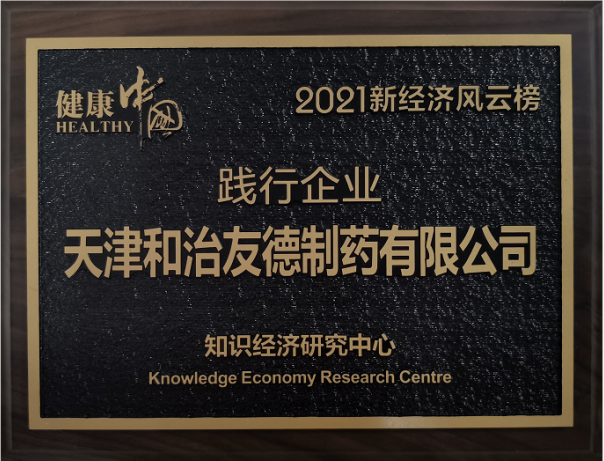 健康中国
HEALTHY
2021新经济风云榜
践行企业
天津和治友德制药有限公司
知识经济研究中心
Knowledge Economy Research Centre